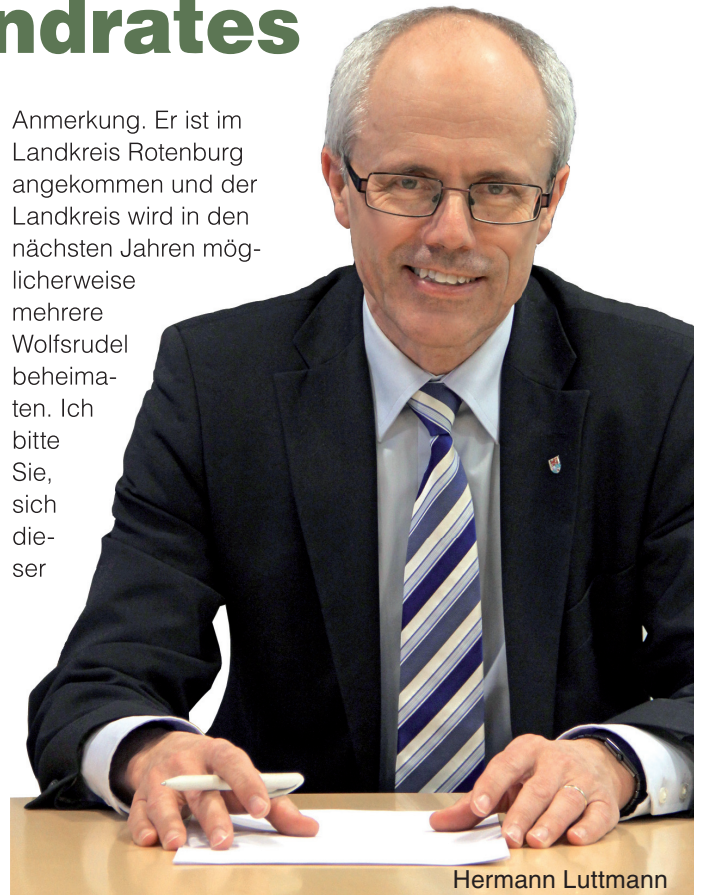 ndrates
Anmerkung. Er ist im
Landkreis Rotenburg
angekommen und der
Landkreis wird in den
nächsten Jahren mög-
licherweise
mehrere
Wolfsrudel
beheima-
ten. Ich
bitte
Sie,
sich
die-
ser
Hermann Luttmann